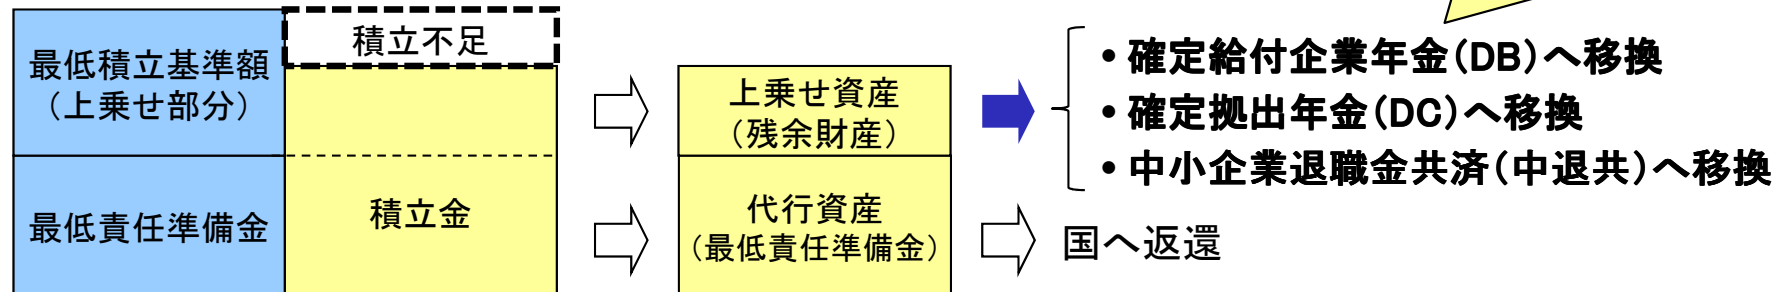 最低積立基準額
（上乗せ部分）
最低責任準備金
積立不足
積立金
上乗せ資産
（残余財産）
代行資産
（最低責任準備金）
・確定給付企業年金（DB）へ移換
・確定拠出年金（DC）へ移換
・中小企業退職金共済（中退共）へ移換
国へ返還